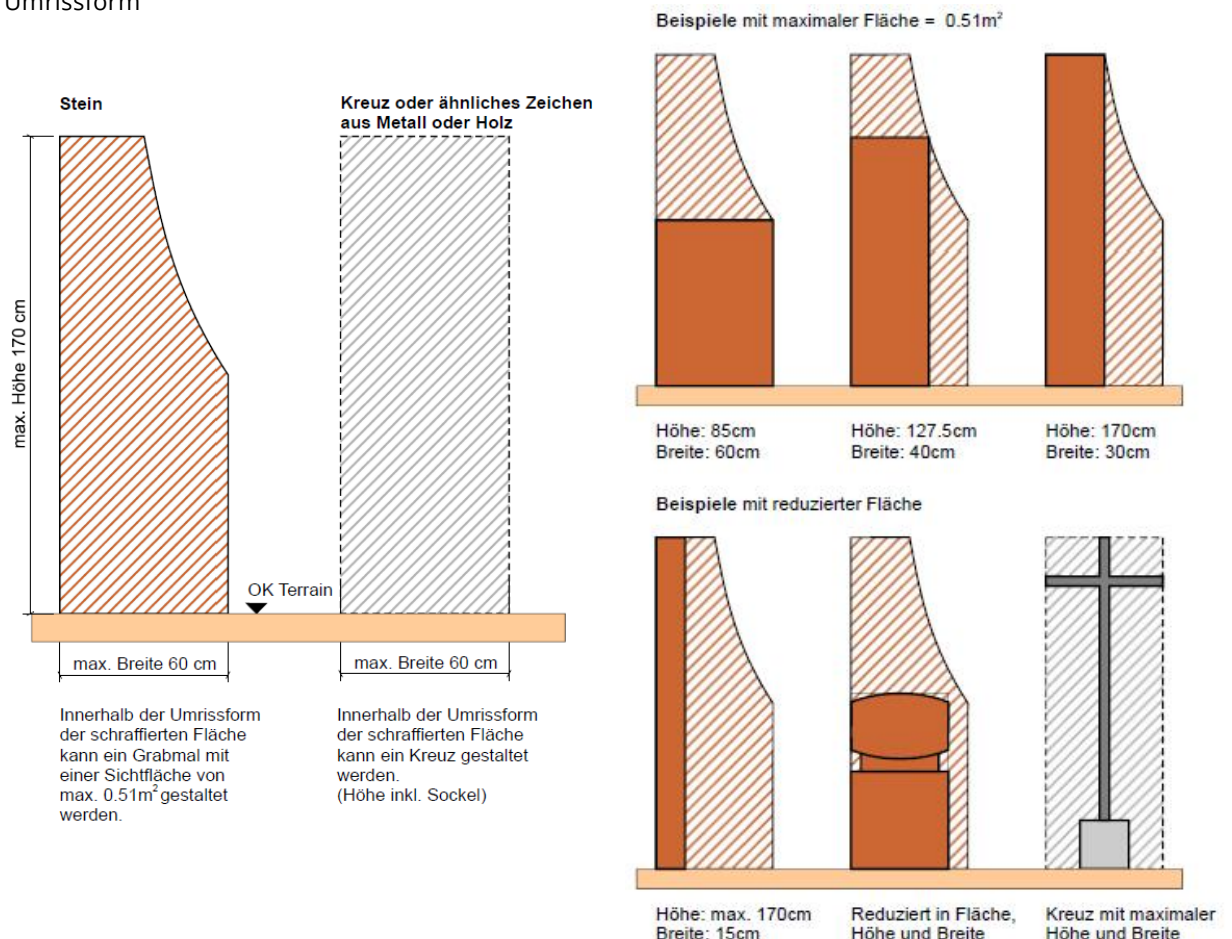 Umrissform
Stein
Kreuz oder ähnliches Zeichen
aus Metall oder Holz
max. Höhe 170 cm
OK Terrain
max. Breite 60 cm
max. Breite 60 cm
Innerhalb der Umrissform
der schraffierten Fläche
kann ein Grabmal mit
einer Sichtfläche von
max. 0.51m² gestaltet
werden.
Innerhalb der Umrissform
der schraffierten Fläche
kann ein Kreuz gestaltet
werden.
(Höhe inkl. Sockel)
Beispiele mit maximaler Fläche = 0.51m²
Höhe: 85cm
Breite: 60cm
Höhe: 127.5cm
Breite: 40cm
Höhe: 170cm
Breite: 30cm
Beispiele mit reduzierter Fläche
Höhe: max. 170cm
Breite: 15cm
Reduziert in Fläche,
Höhe und Breite
Kreuz mit maximaler
Höhe und Breite